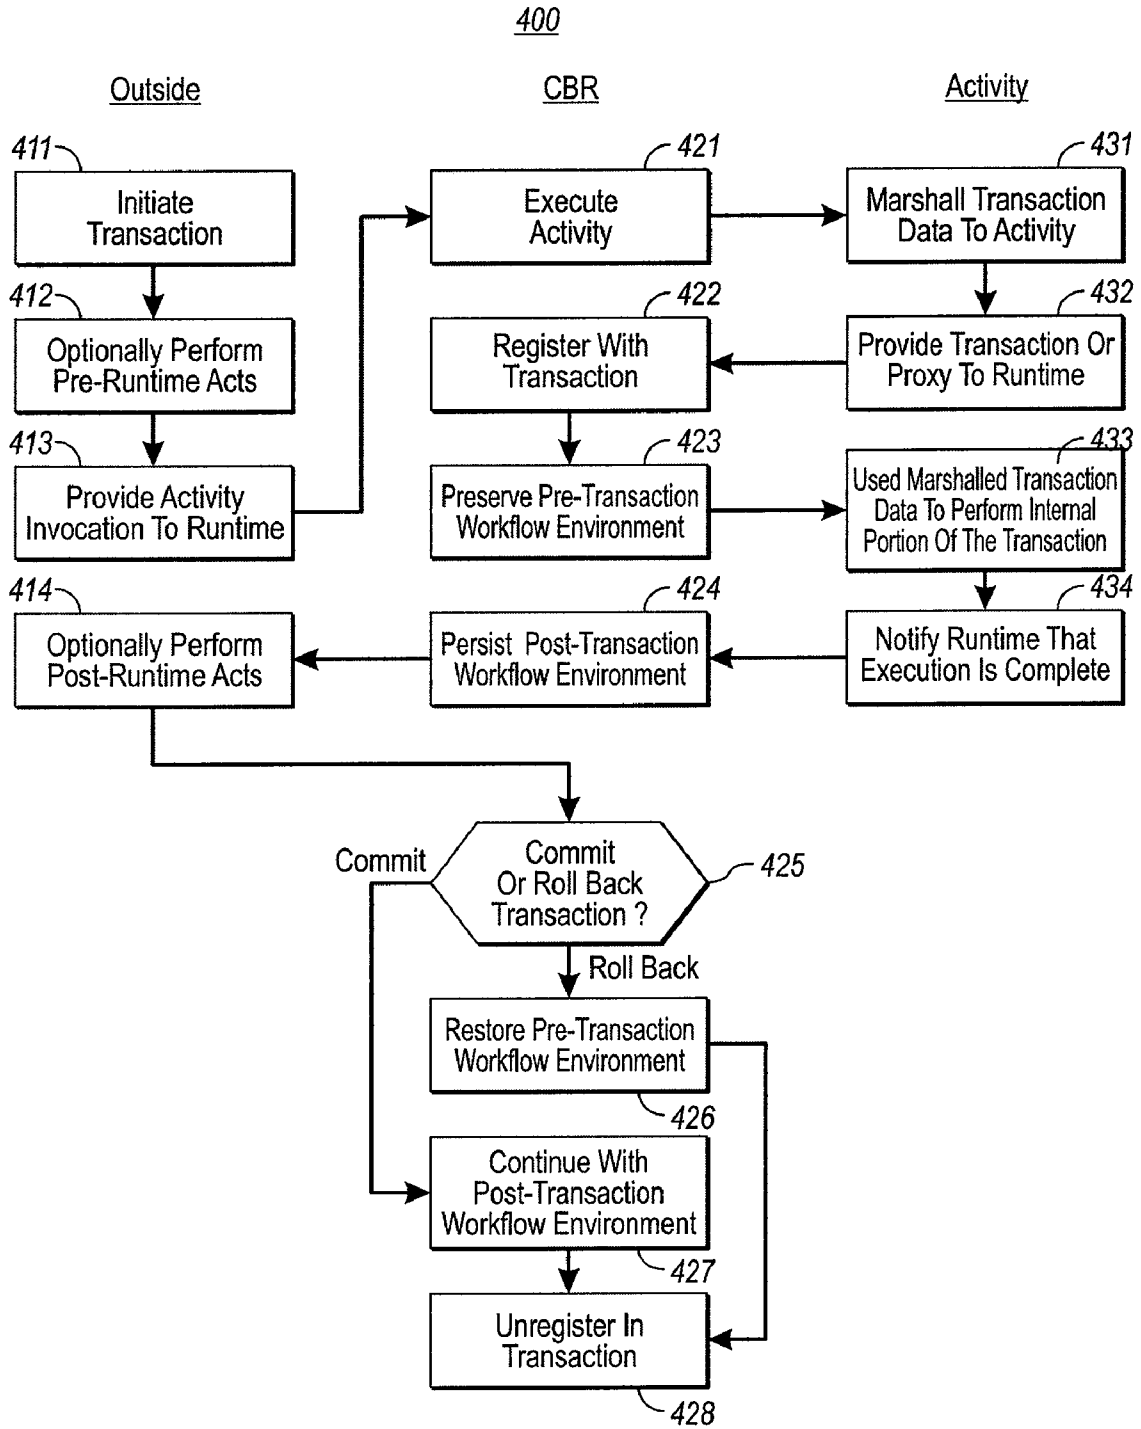 400
Outside
CBR
Activity
411
Initiate
Transaction
421
Execute
Activity
431
Marshall Transaction
Data To Activity
412
Optionally Perform
Pre-Runtime Acts
422
Register With
Transaction
432
Provide Transaction Or
Proxy To Runtime
413
Provide Activity
Invocation To Runtime
423
Preserve Pre-Transaction
Workflow Environment
433
Used Marshalled Transaction
Data To Perform Internal
Portion Of The Transaction
414
Optionally Perform
Post-Runtime Acts
424
Persist Post-Transaction
Workflow Environment
434
Notify Runtime That
Execution Is Complete
Commit
Commit
Or Roll Back
Transaction ?
425
Roll Back
Restore Pre-Transaction
Workflow Environment
426
Continue With
Post-Transaction
Workflow Environment
427
Unregister In
Transaction
428